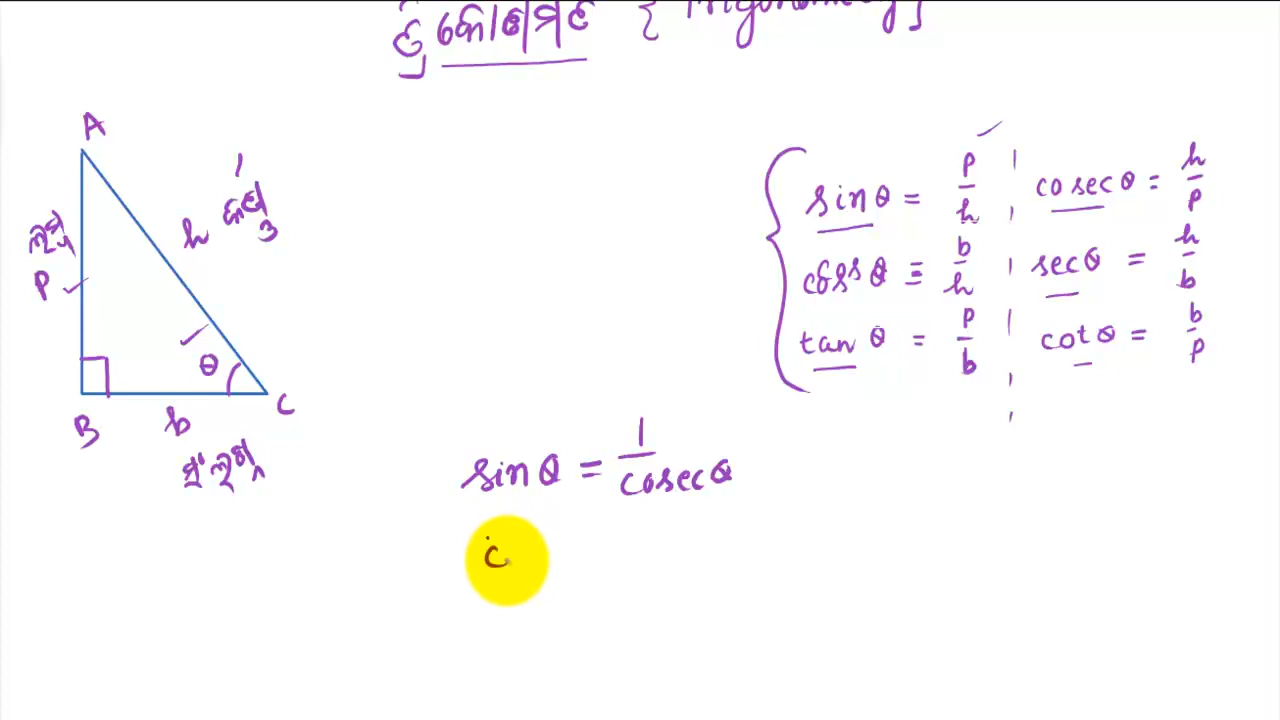 ତ୍ରିକୋଣମିତି { Trigonometry }
A
h କର୍ଣ୍ଣ
ଲମ୍ବ
P
θ
B
b
C
sinθ = p/h
cosecθ = h/p
cosθ = b/h
secθ = h/b
tanθ = p/b
cotθ = b/p
sinθ = 1/cosecθ
c